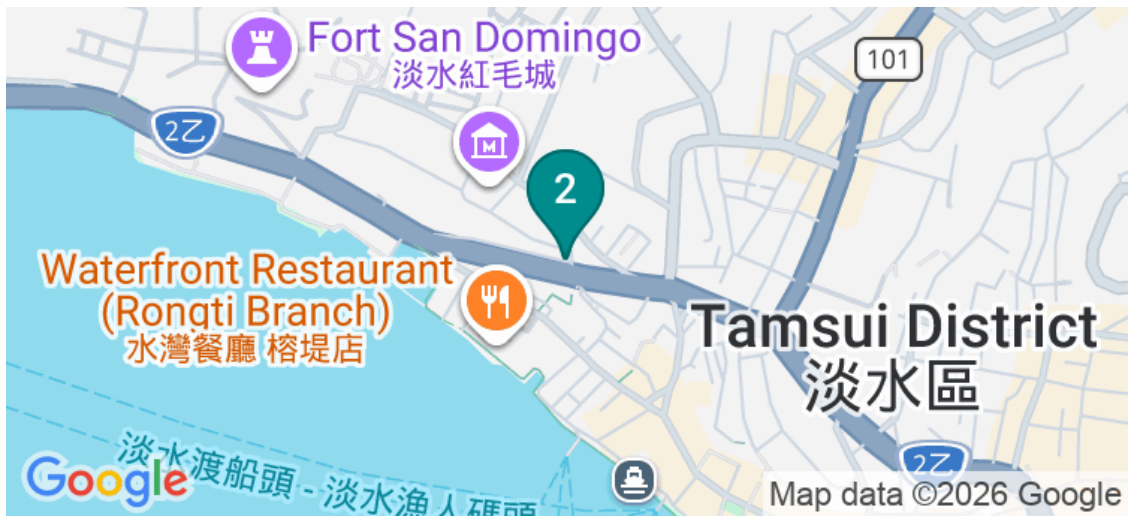 Fort San Domingo
淡水紅毛城
101
2乙
M
2
Waterfront Restaurant
(Rongti Branch)
水灣餐廳 榕堤店
Tamsui District
淡水區
淡水渡船頭 - 淡水漁人碼頭
2乙
Google
Map data ©2026 Google